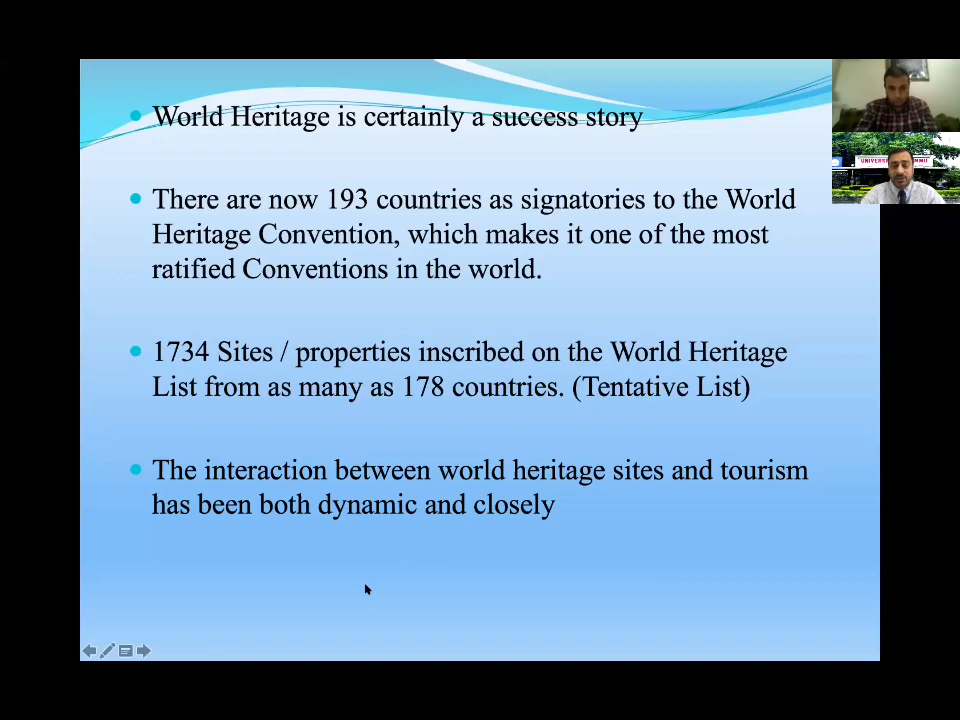 World Heritage is certainly a success story
There are now 193 countries as signatories to the World
Heritage Convention, which makes it one of the most
ratified Conventions in the world.
1734 Sites / properties inscribed on the World Heritage
List from as many as 178 countries. (Tentative List)
The interaction between world heritage sites and tourism
has been both dynamic and closely